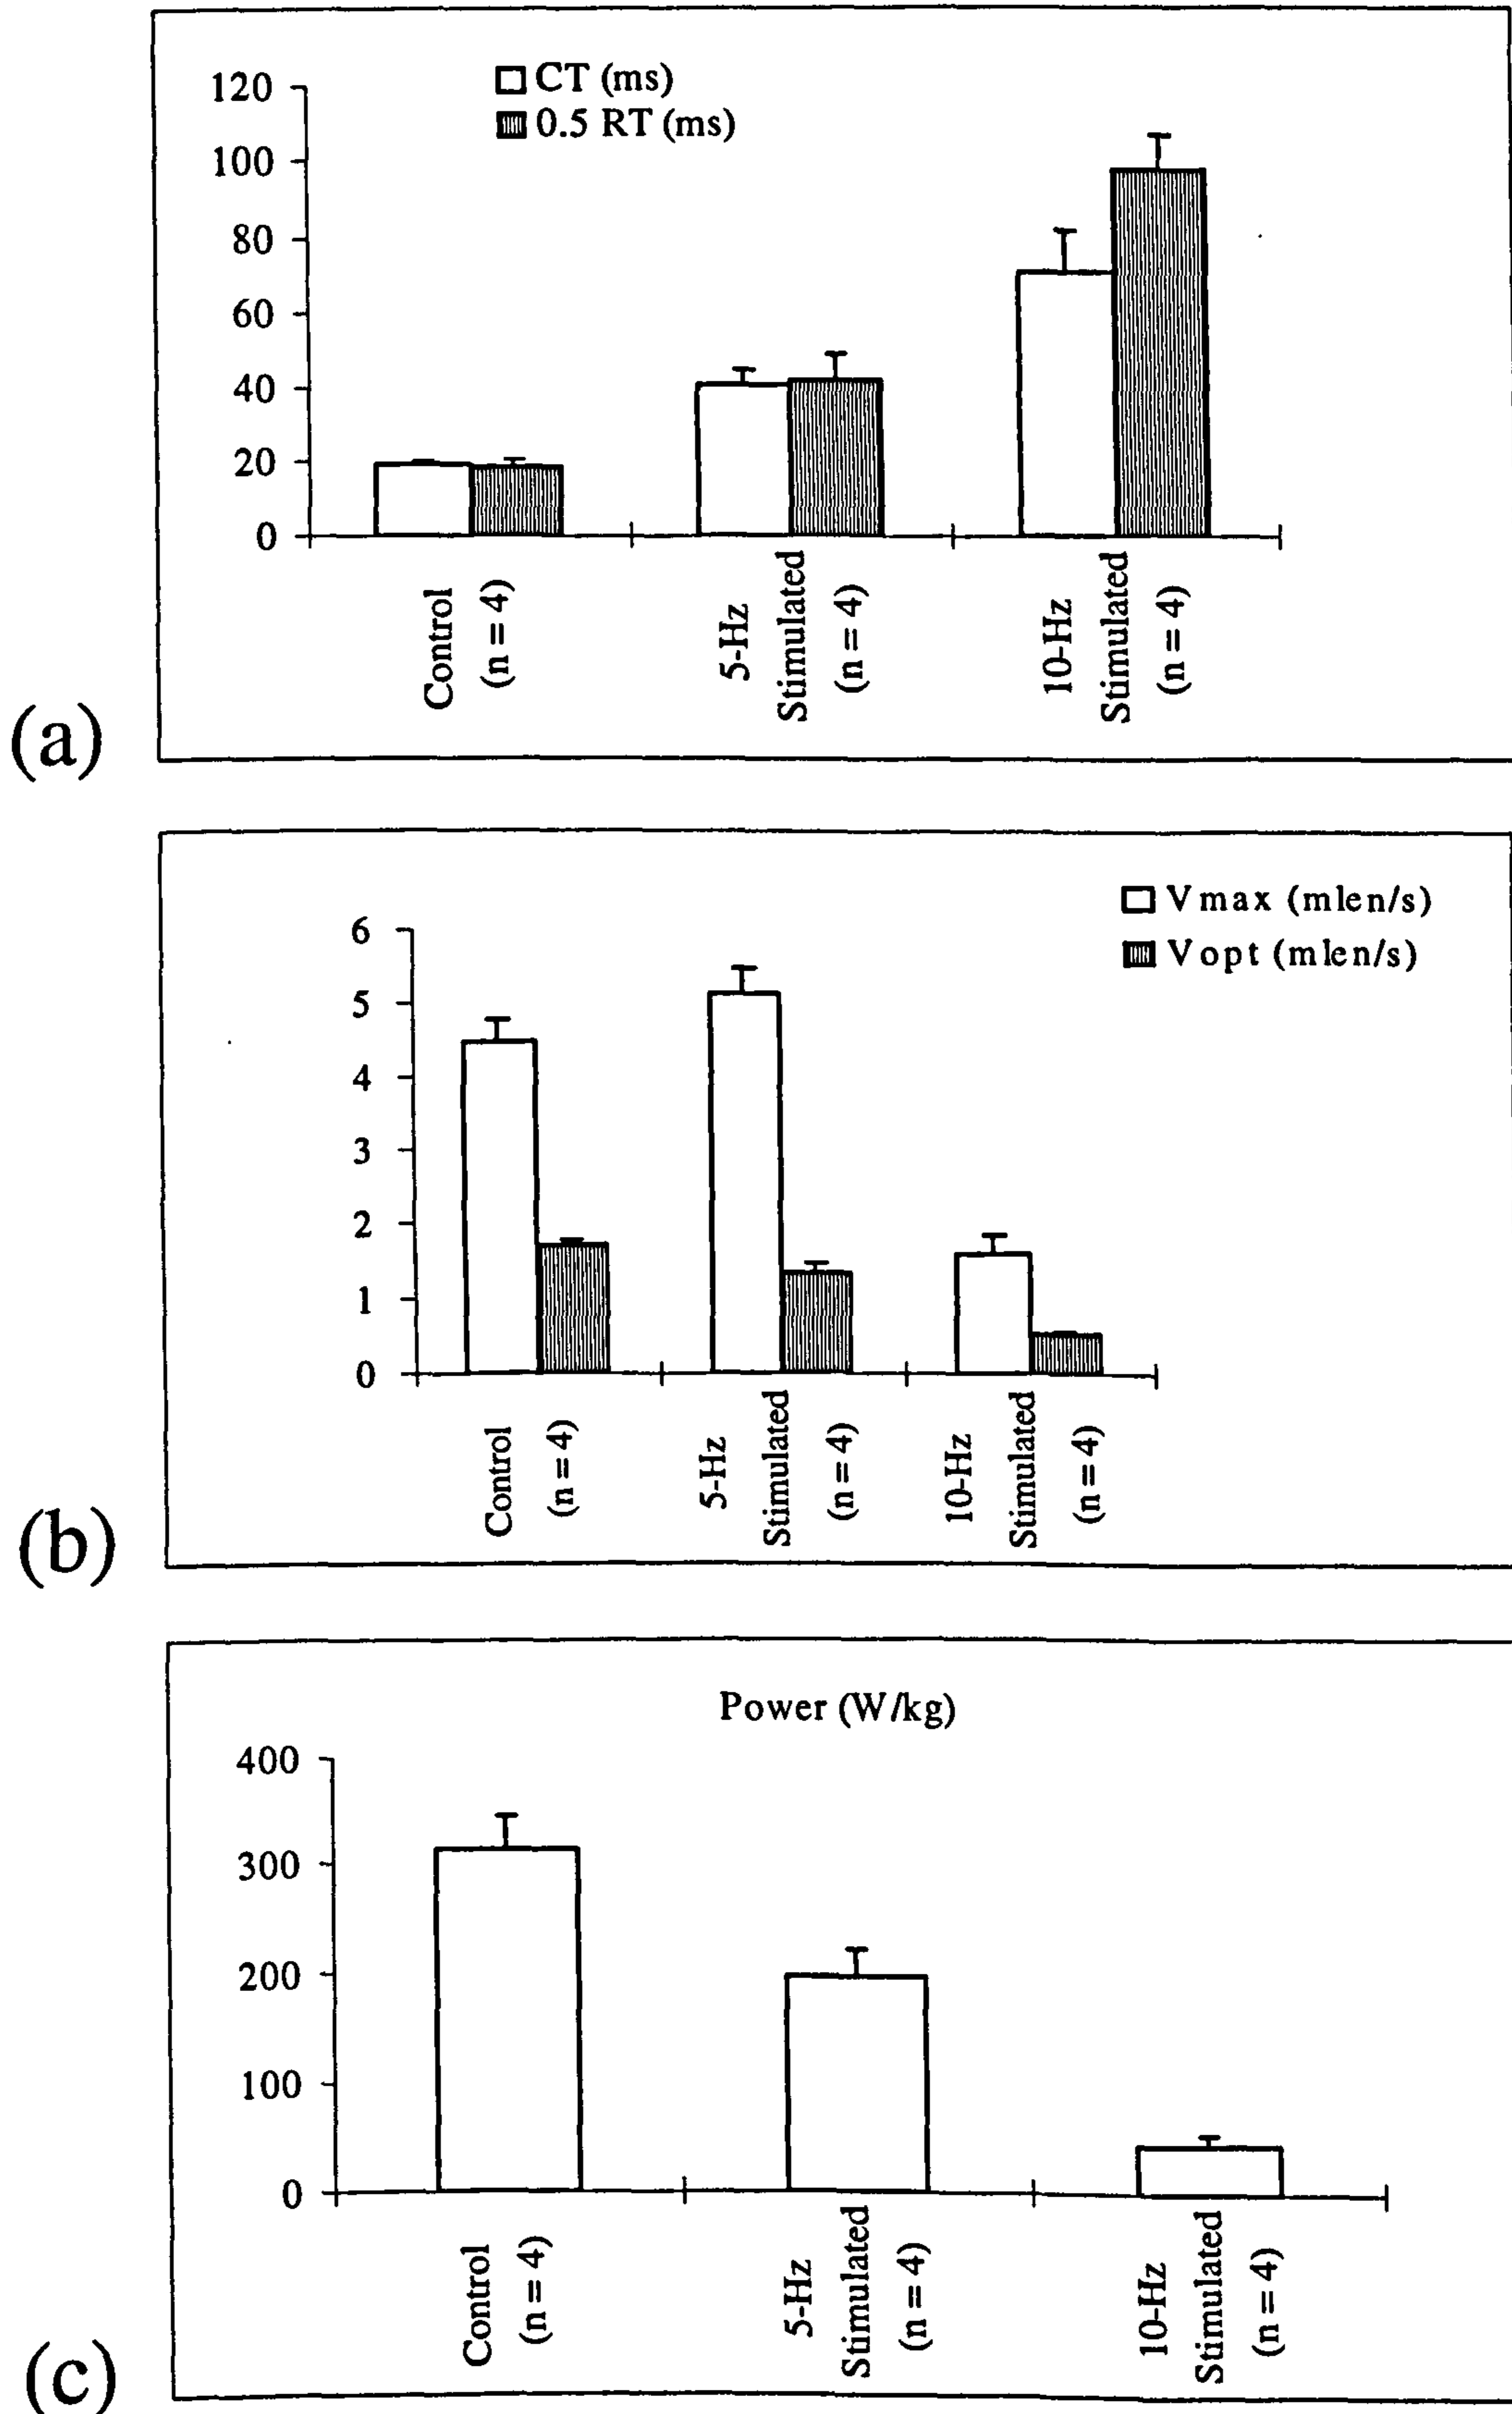 CT (ms)
0.5 RT (ms)
120
100
80
60
40
20
0
Control
(n = 4)
5-Hz
Stimulated
(n = 4)
10-Hz
Stimulated
(n = 4)
(a)
Vmax (mlen/s)
Vopt (mlen/s)
6
5
4
3
2
1
0
Control
(n = 4)
5-Hz
Stimulated
(n = 4)
10-Hz
Stimulated
(n = 4)
(b)
Power (W/kg)
400
300
200
100
0
Control
(n = 4)
5-Hz
Stimulated
(n = 4)
10-Hz
Stimulated
(n = 4)
(c)